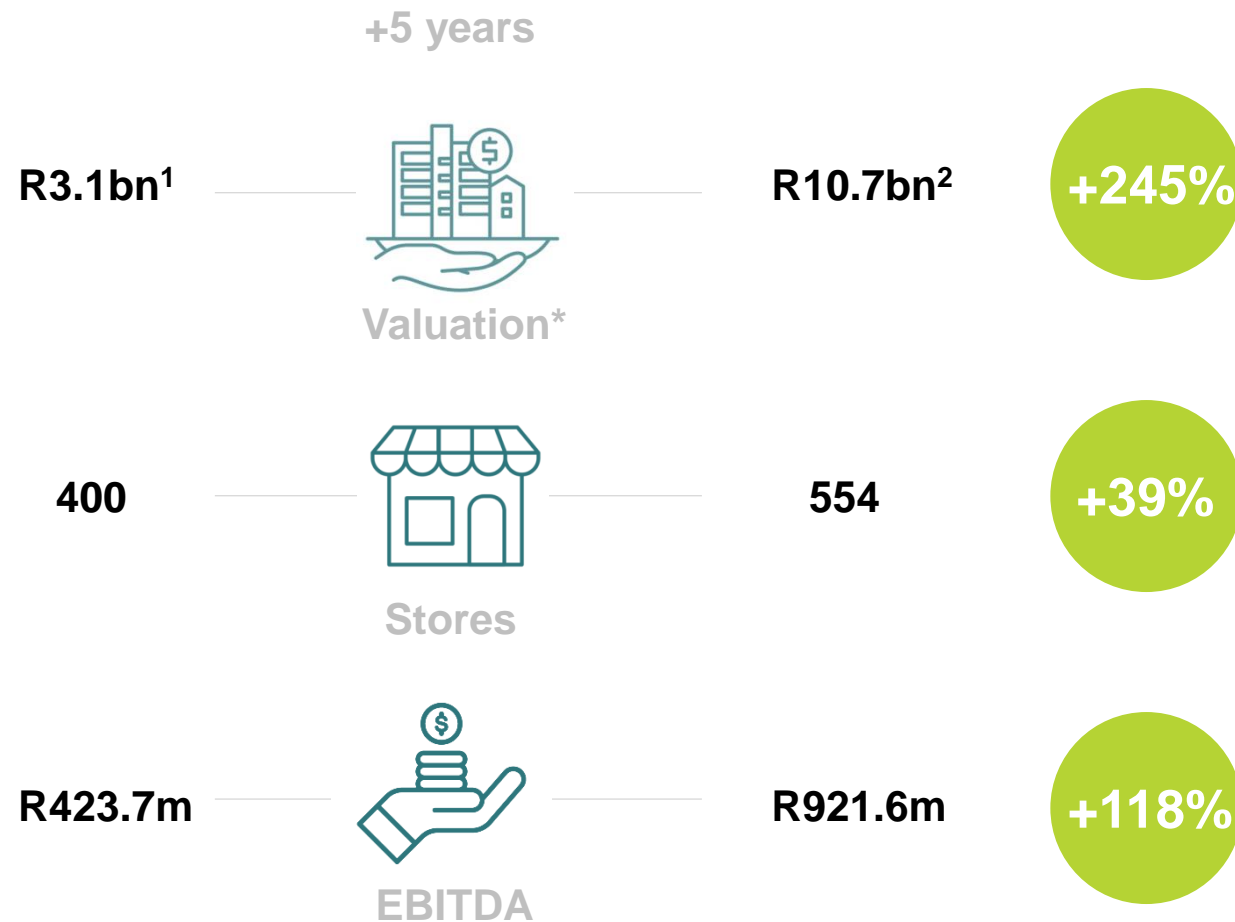 +5 years
R3.1bn¹ R10.7bn² +245%
$
Valuation*
400 554 +39%
Stores
$
R423.7m R921.6m +118%
EBITDA